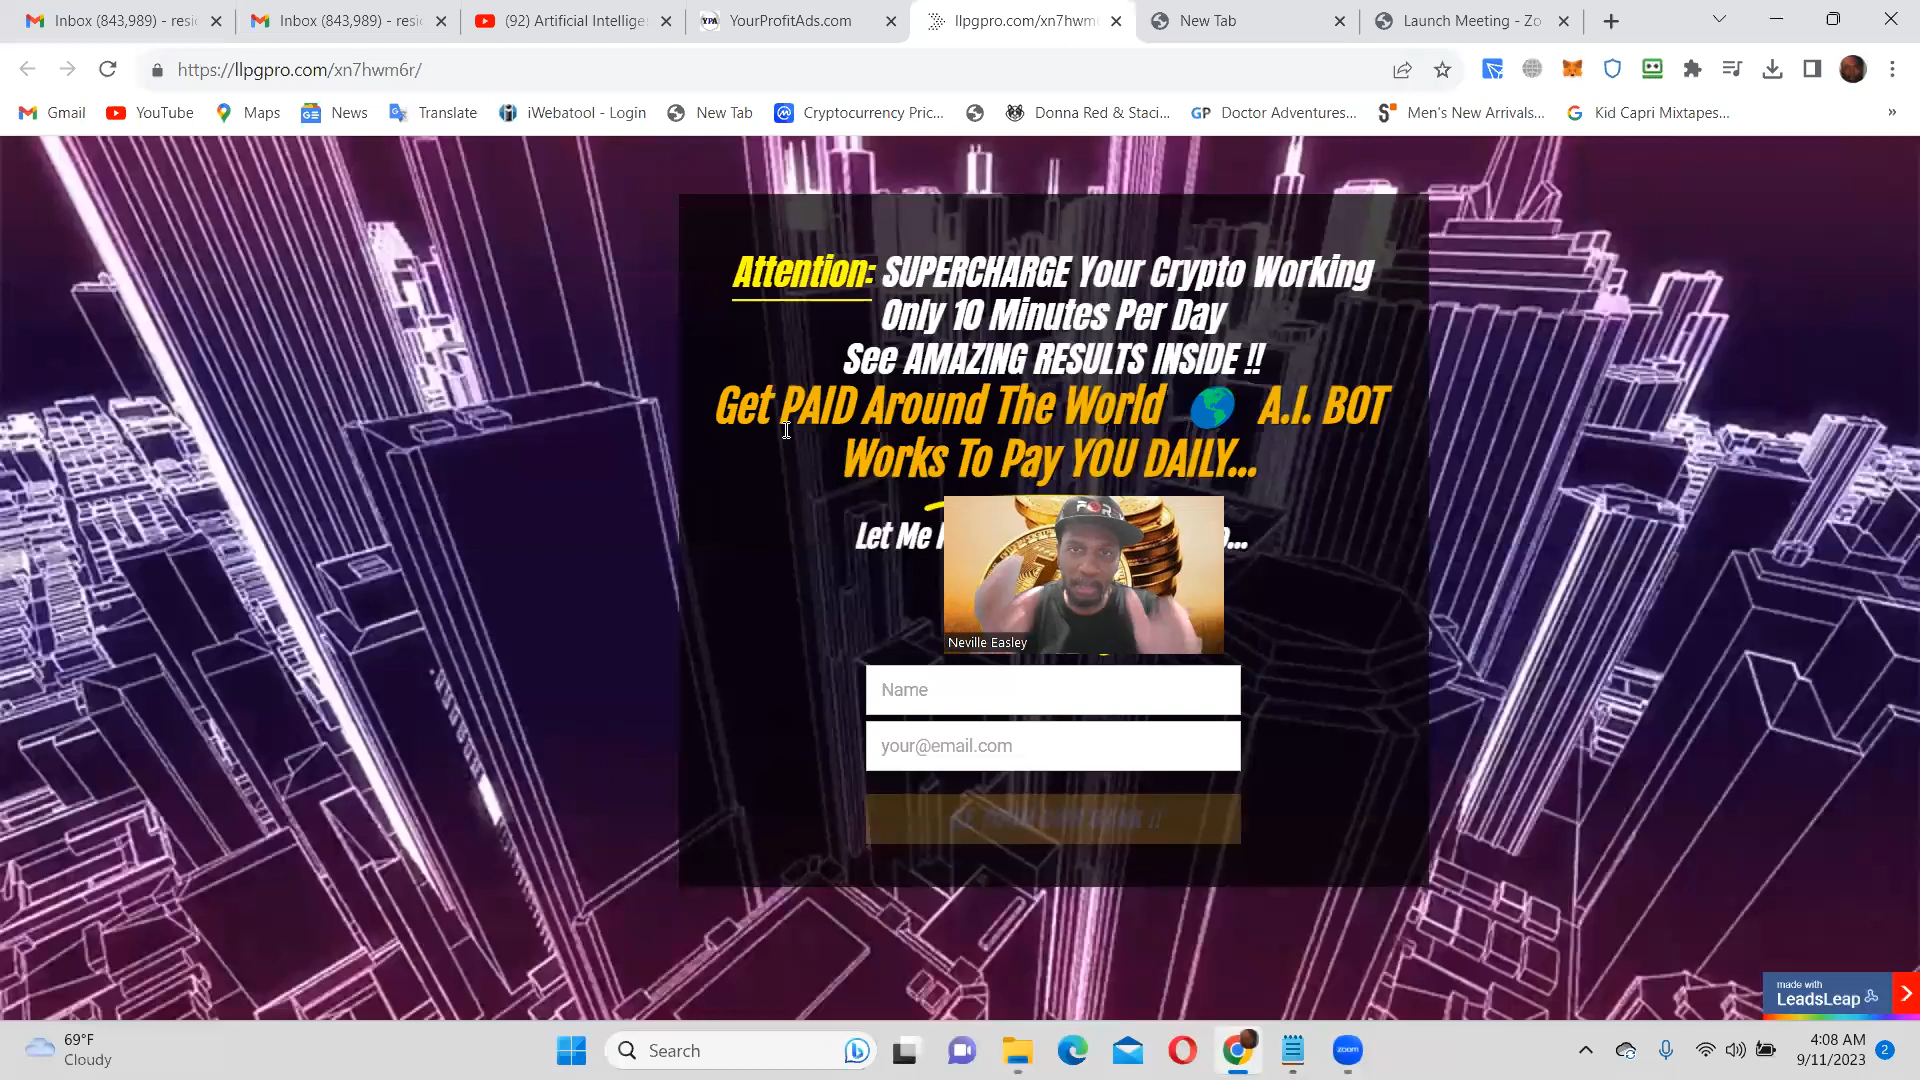 Inbox (843,989) - resi
Inbox (843,989) - resi
(92) Artificial Intellige
YPA YourProfitAds.com
llpgpro.com/xn7hwm
New Tab
Launch Meeting - Zo
https://llpgpro.com/xn7hwm6r/
Gmail
YouTube
Maps
News
Translate
iWebatool - Login
New Tab
Cryptocurrency Pric...
Donna Red & Staci...
GP Doctor Adventures...
Men's New Arrivals...
Kid Capri Mixtapes...
»
Attention: SUPERCHARGE Your Crypto Working
Only 10 Minutes Per Day
See AMAZING RESULTS INSIDE !!
Get PAID Around The World 🌎 A.I. BOT
Works To Pay YOU DAILY...
Let Me
FOR
Neville Easley
Name
your@email.com
made with
LeadsLeap
69°F
Cloudy
Search
zoom
4:08 AM
9/11/2023
2